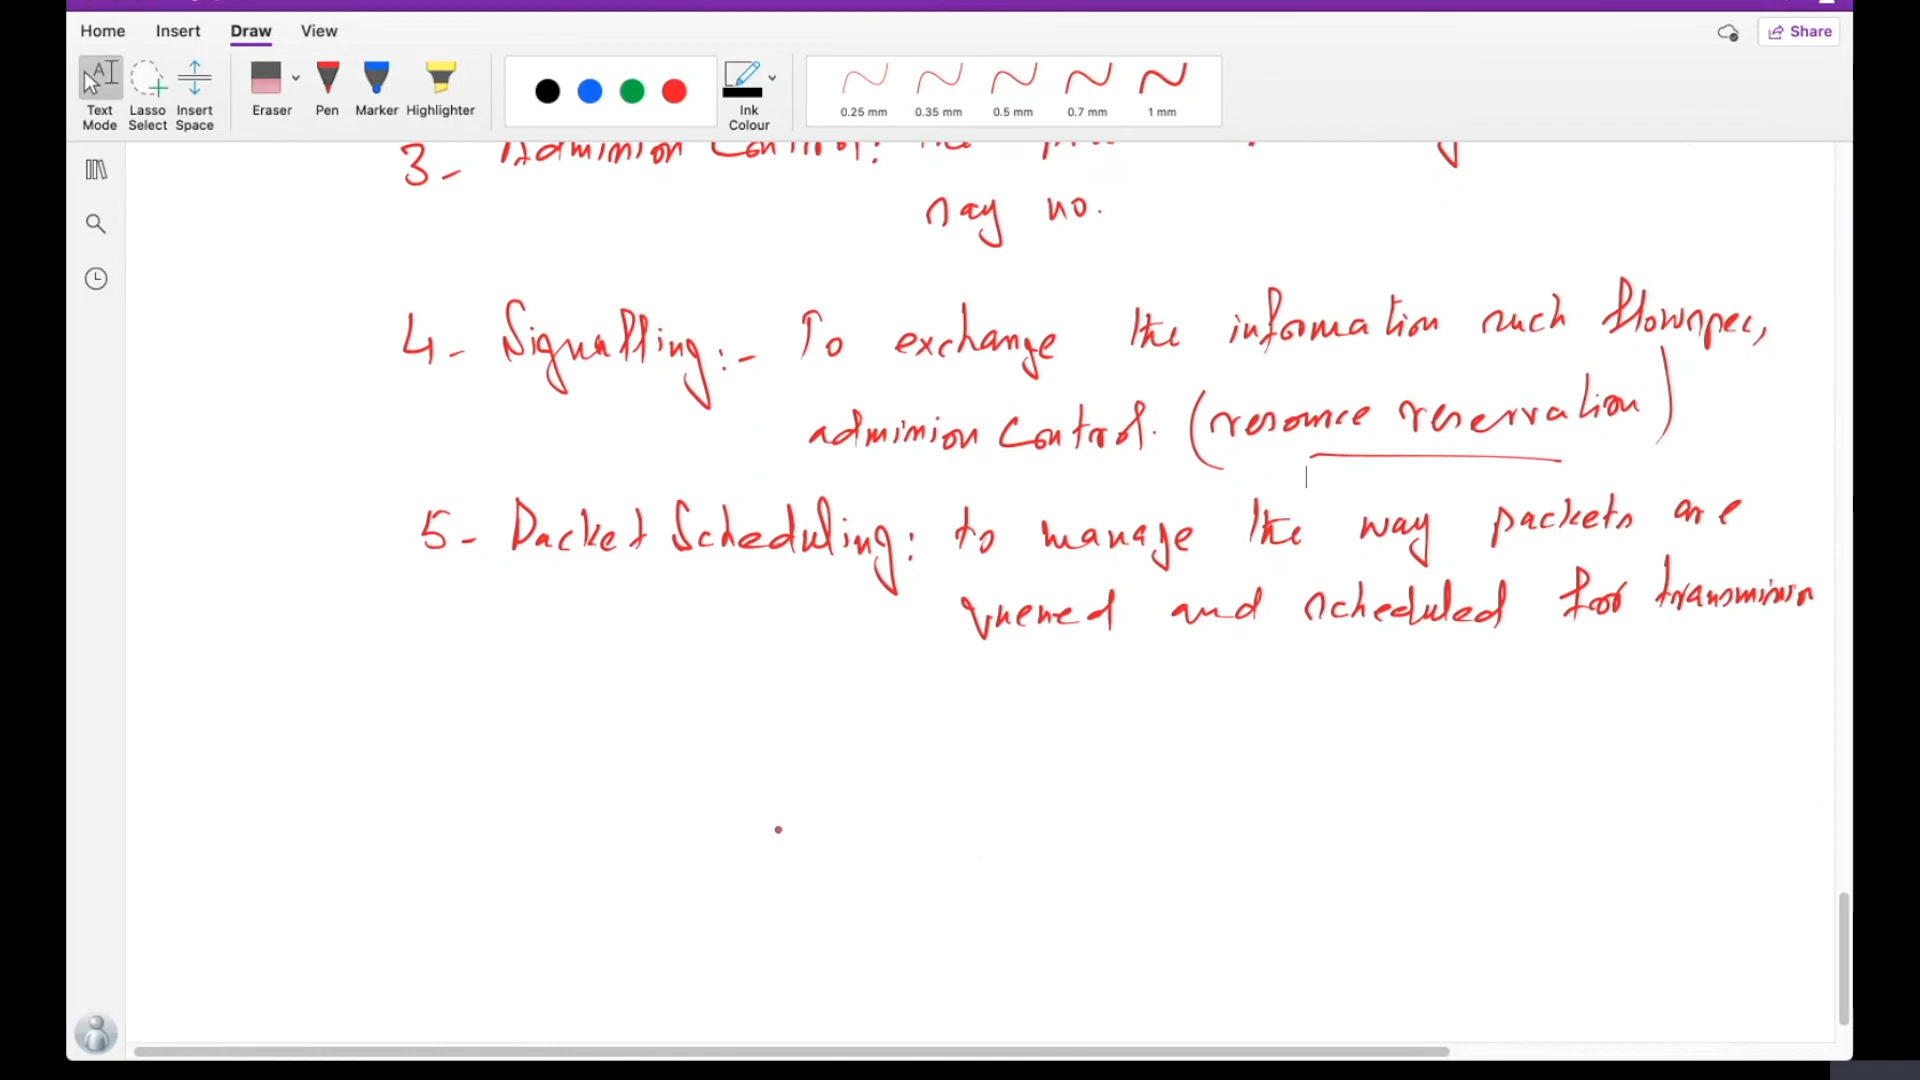 Home Insert Draw View
Share
Text Mode Lasso Select Insert Space Eraser Pen Marker Highlighter Ink Colour 0.25 mm 0.35 mm 0.5 mm 0.7 mm 1 mm
3- Admission Control: the
say no.
4- Signalling:- To exchange the information such flowspec,
admission control. (resource reservation)
5- Packet Scheduling: to manage the way packets are
queued and scheduled for transmission